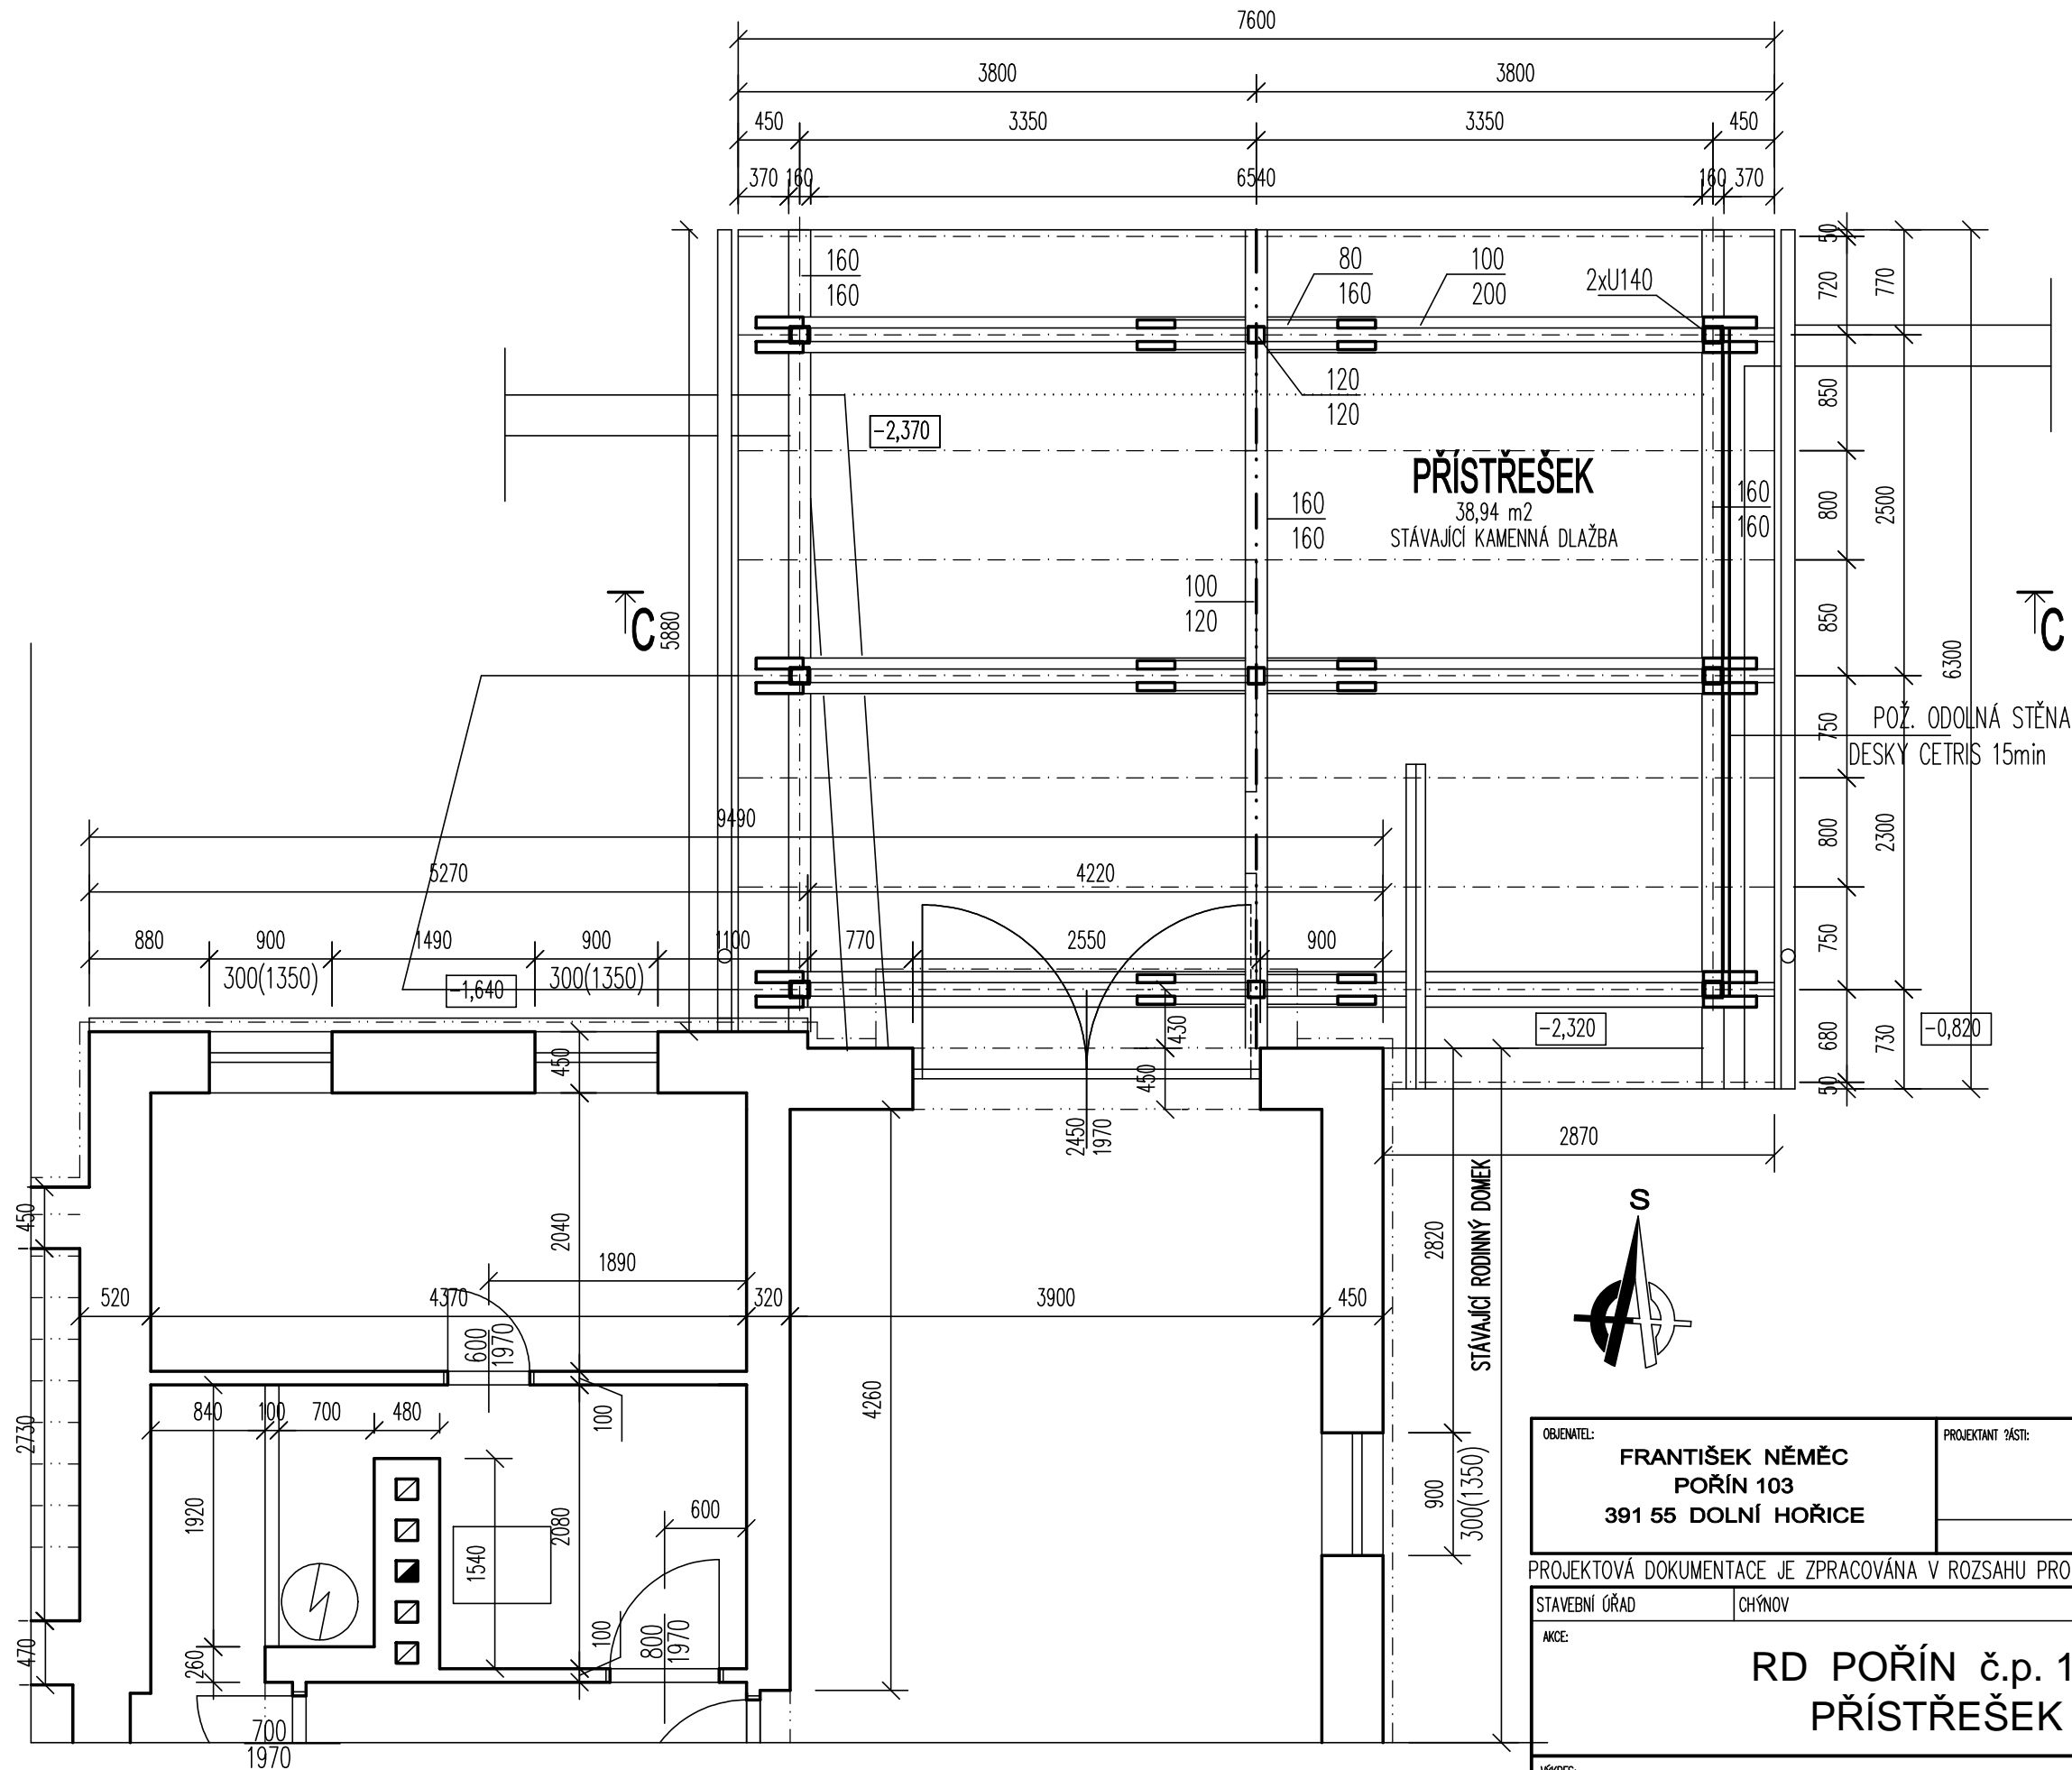 7600
3800 3800
450 3350 3350 450
370 160 6540 160 370
160
160
80
160
100
200
2xU140
50
720
770
120
120
850
-2,370
PŘÍSTŘEŠEK
38,94 m2
STÁVAJÍCÍ KAMENNÁ DLAŽBA
160
160
160
160
800
2500
100
120
C
5880
850
C
6300
POŽ. ODOLNÁ STĚNA
DESKY CETRIS 15min
750
9490
800
2300
5270 4220
880 900 1490 900 1100 770 2550 900
300(1350) 300(1350)
-1,640
750
-2,320
-0,820
430
680
730
450
450
50
2450
1970
2870
STÁVAJÍCÍ RODINNÝ DOMEK
S
450
2040
2820
1890
520 4370 320 3900 450
600
1970
4260
840 100 700 480
100
2730
900
300(1350)
1920
600
1540
2080
100
800
1970
470
260
700
1970
OBJENATEL:
FRANTIŠEK NĚMĚC
POŘÍN 103
391 55 DOLNÍ HOŘICE
PROJEKTANT ?ÁSTI:
PROJEKTOVÁ DOKUMENTACE JE ZPRACOVÁNA V ROZSAHU PRO
STAVEBNÍ ÚŘAD CHÝNOV
AKCE:
RD POŘÍN č.p. 1
PŘÍSTŘEŠEK